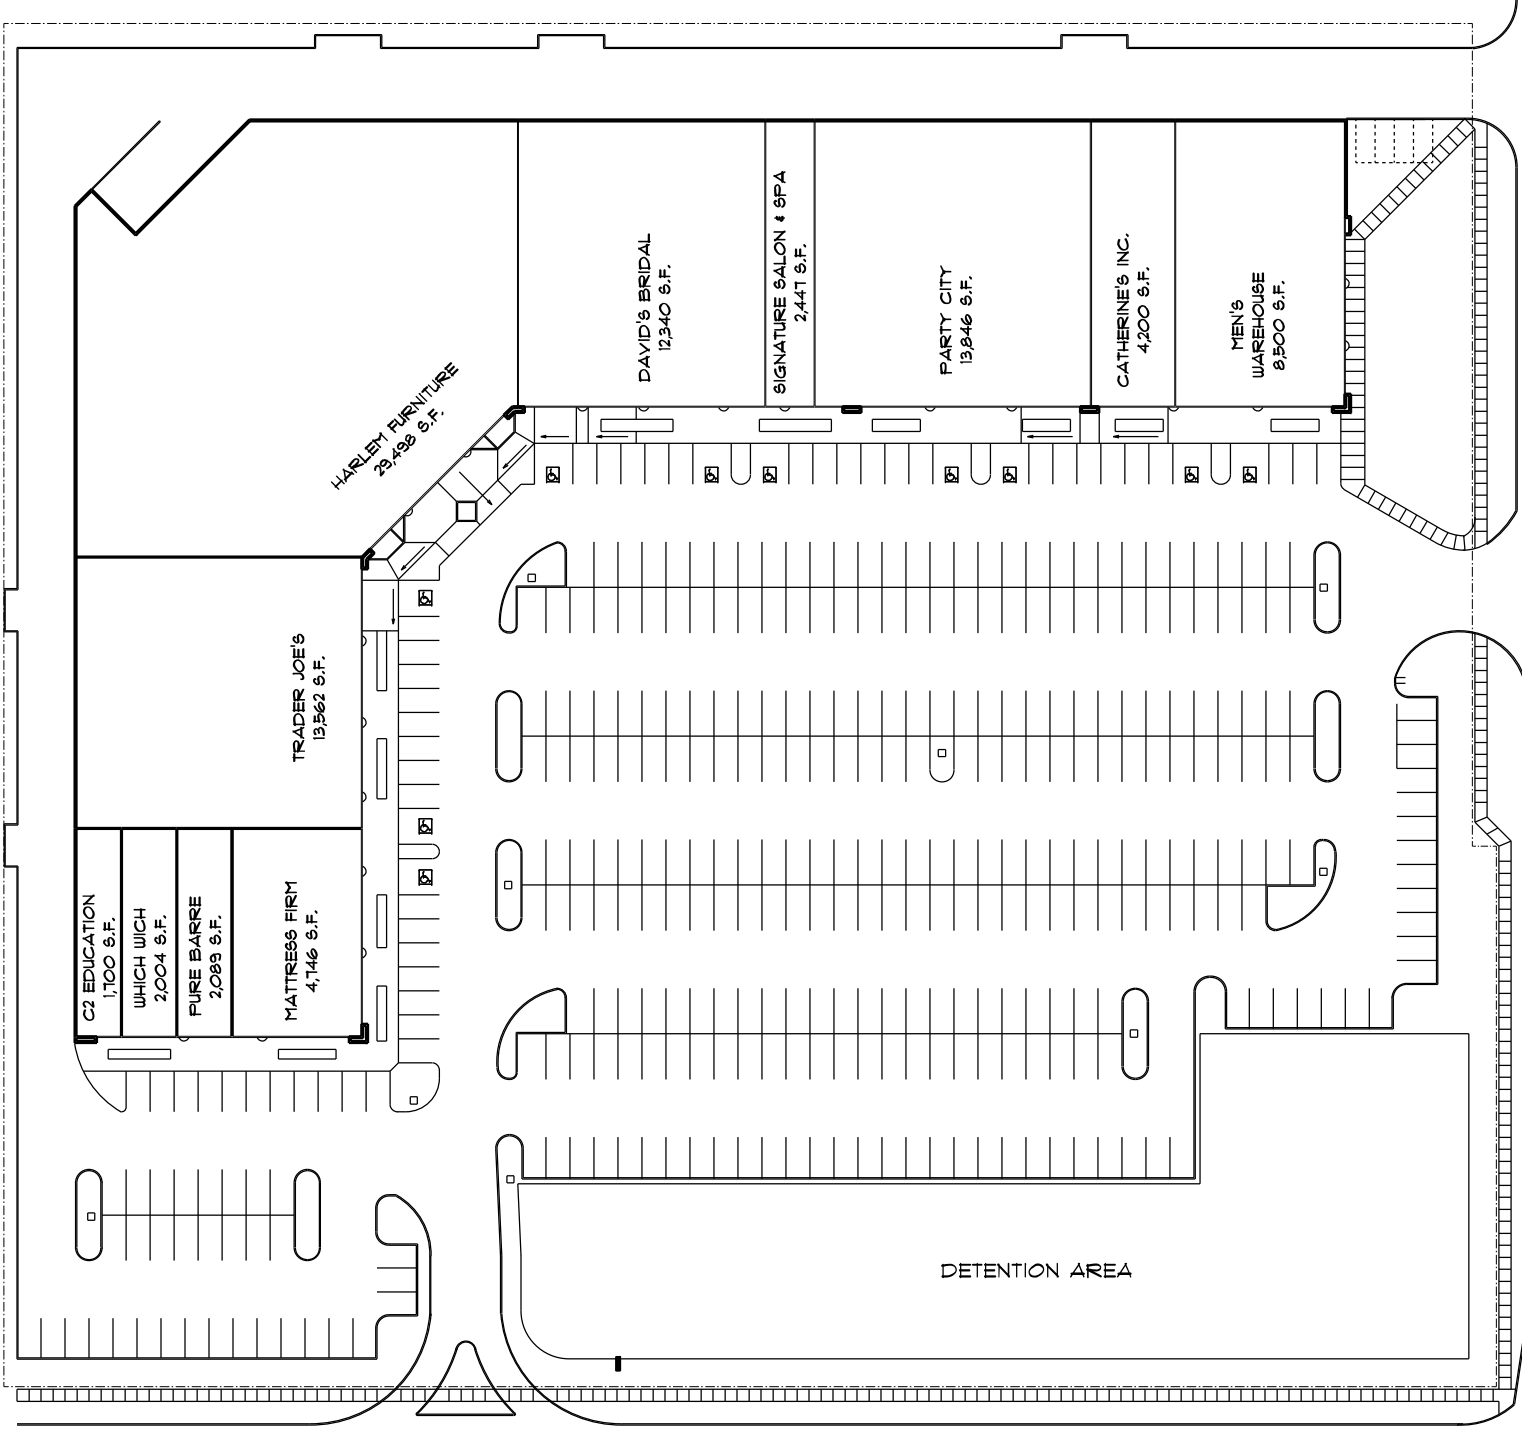 HARLEM FURNITURE
29,498 S.F.
DAVID'S BRIDAL
12,340 S.F.
SIGNATURE SALON & SPA
2,447 S.F.
PARTY CITY
13,846 S.F.
CATHERINE'S INC.
4,200 S.F.
MEN'S
WAREHOUSE
8,500 S.F.
TRADER JOE'S
13,562 S.F.
C2 EDUCATION
1,700 S.F.
WHICH WICH
2,004 S.F.
PURE BARRE
2,089 S.F.
MATTRESS FIRM
4,746 S.F.
DETENTION AREA